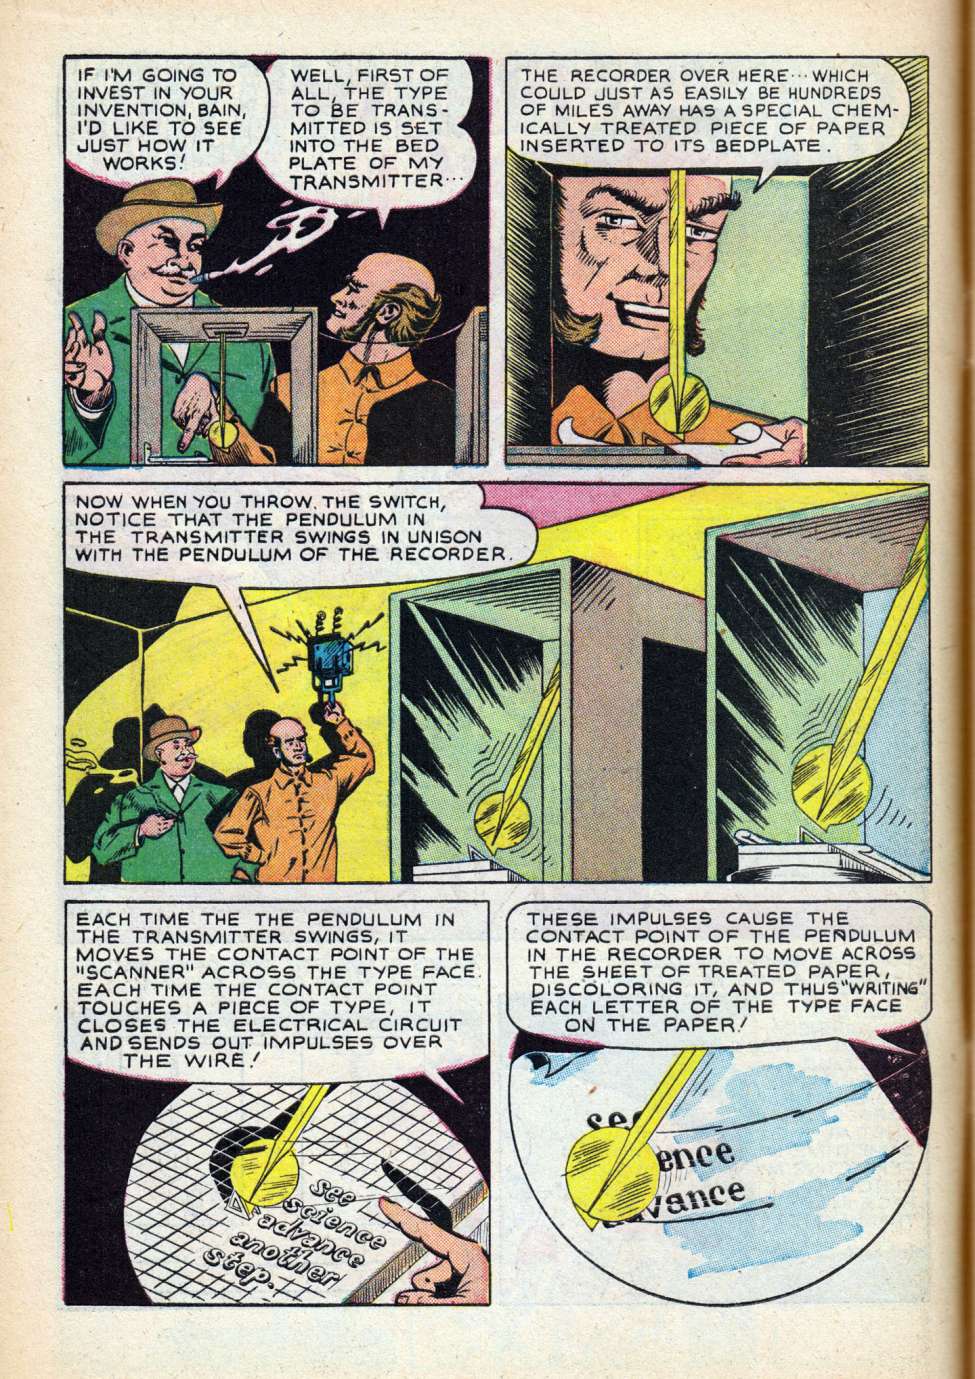 IF I'M GOING TO
INVEST IN YOUR
INVENTION, BAIN,
I'D LIKE TO SEE
JUST HOW IT
WORKS!
WELL, FIRST OF
ALL, THE TYPE
TO BE TRANS-
MITTED IS SET
INTO THE BED
PLATE OF MY
TRANSMITTER...
THE RECORDER OVER HERE... WHICH
COULD JUST AS EASILY BE HUNDREDS
OF MILES AWAY HAS A SPECIAL CHEM-
ICALLY TREATED PIECE OF PAPER
INSERTED TO ITS BEDPLATE.
NOW WHEN YOU THROW THE SWITCH,
NOTICE THAT THE PENDULUM IN
THE TRANSMITTER SWINGS IN UNISON
WITH THE PENDULUM OF THE RECORDER.
EACH TIME THE THE PENDULUM IN
THE TRANSMITTER SWINGS, IT
MOVES THE CONTACT POINT OF THE
"SCANNER" ACROSS THE TYPE FACE.
EACH TIME THE CONTACT POINT
TOUCHES A PIECE OF TYPE, IT
CLOSES THE ELECTRICAL CIRCUIT
AND SENDS OUT IMPULSES OVER
THE WIRE!
see
science
advance
another
step.
THESE IMPULSES CAUSE THE
CONTACT POINT OF THE PENDULUM
IN THE RECORDER TO MOVE ACROSS
THE SHEET OF TREATED PAPER,
DISCOLORING IT, AND THUS "WRITING"
EACH LETTER OF THE TYPE FACE
ON THE PAPER!
see
ence
advance